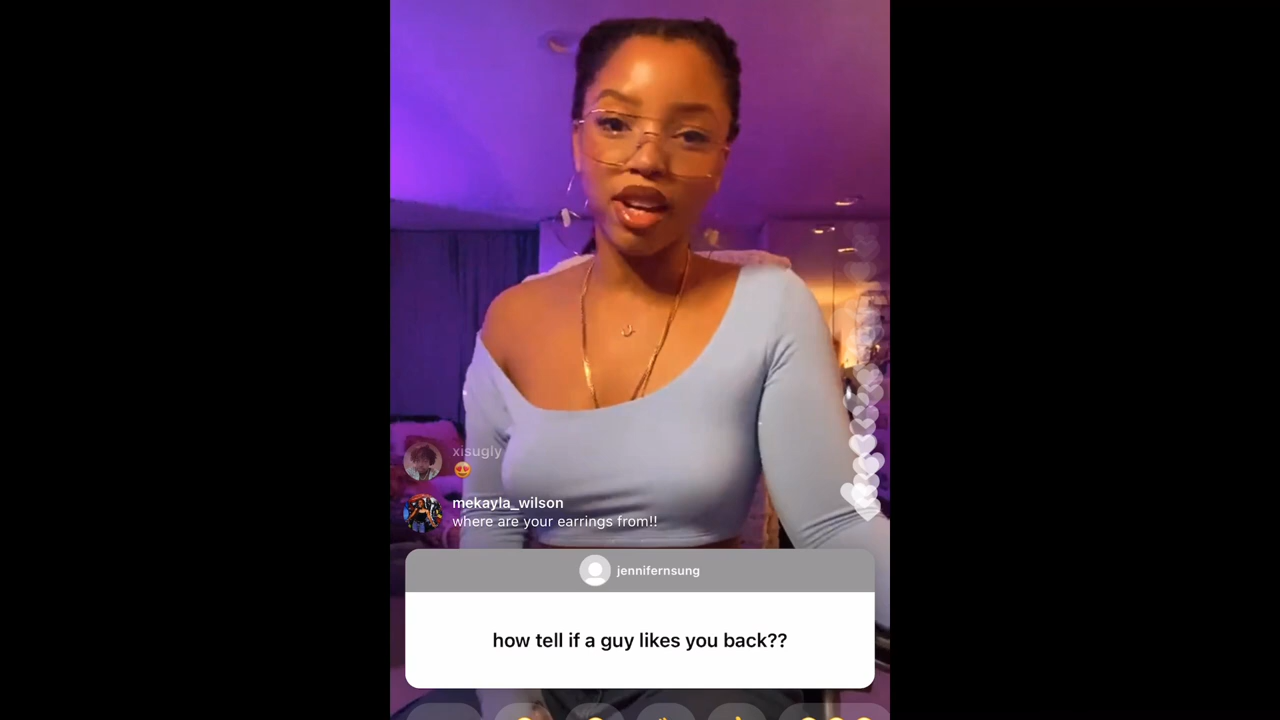 xisugly
😍
mekayla_wilson
where are your earrings from!!
jennifernsung
how tell if a guy likes you back??